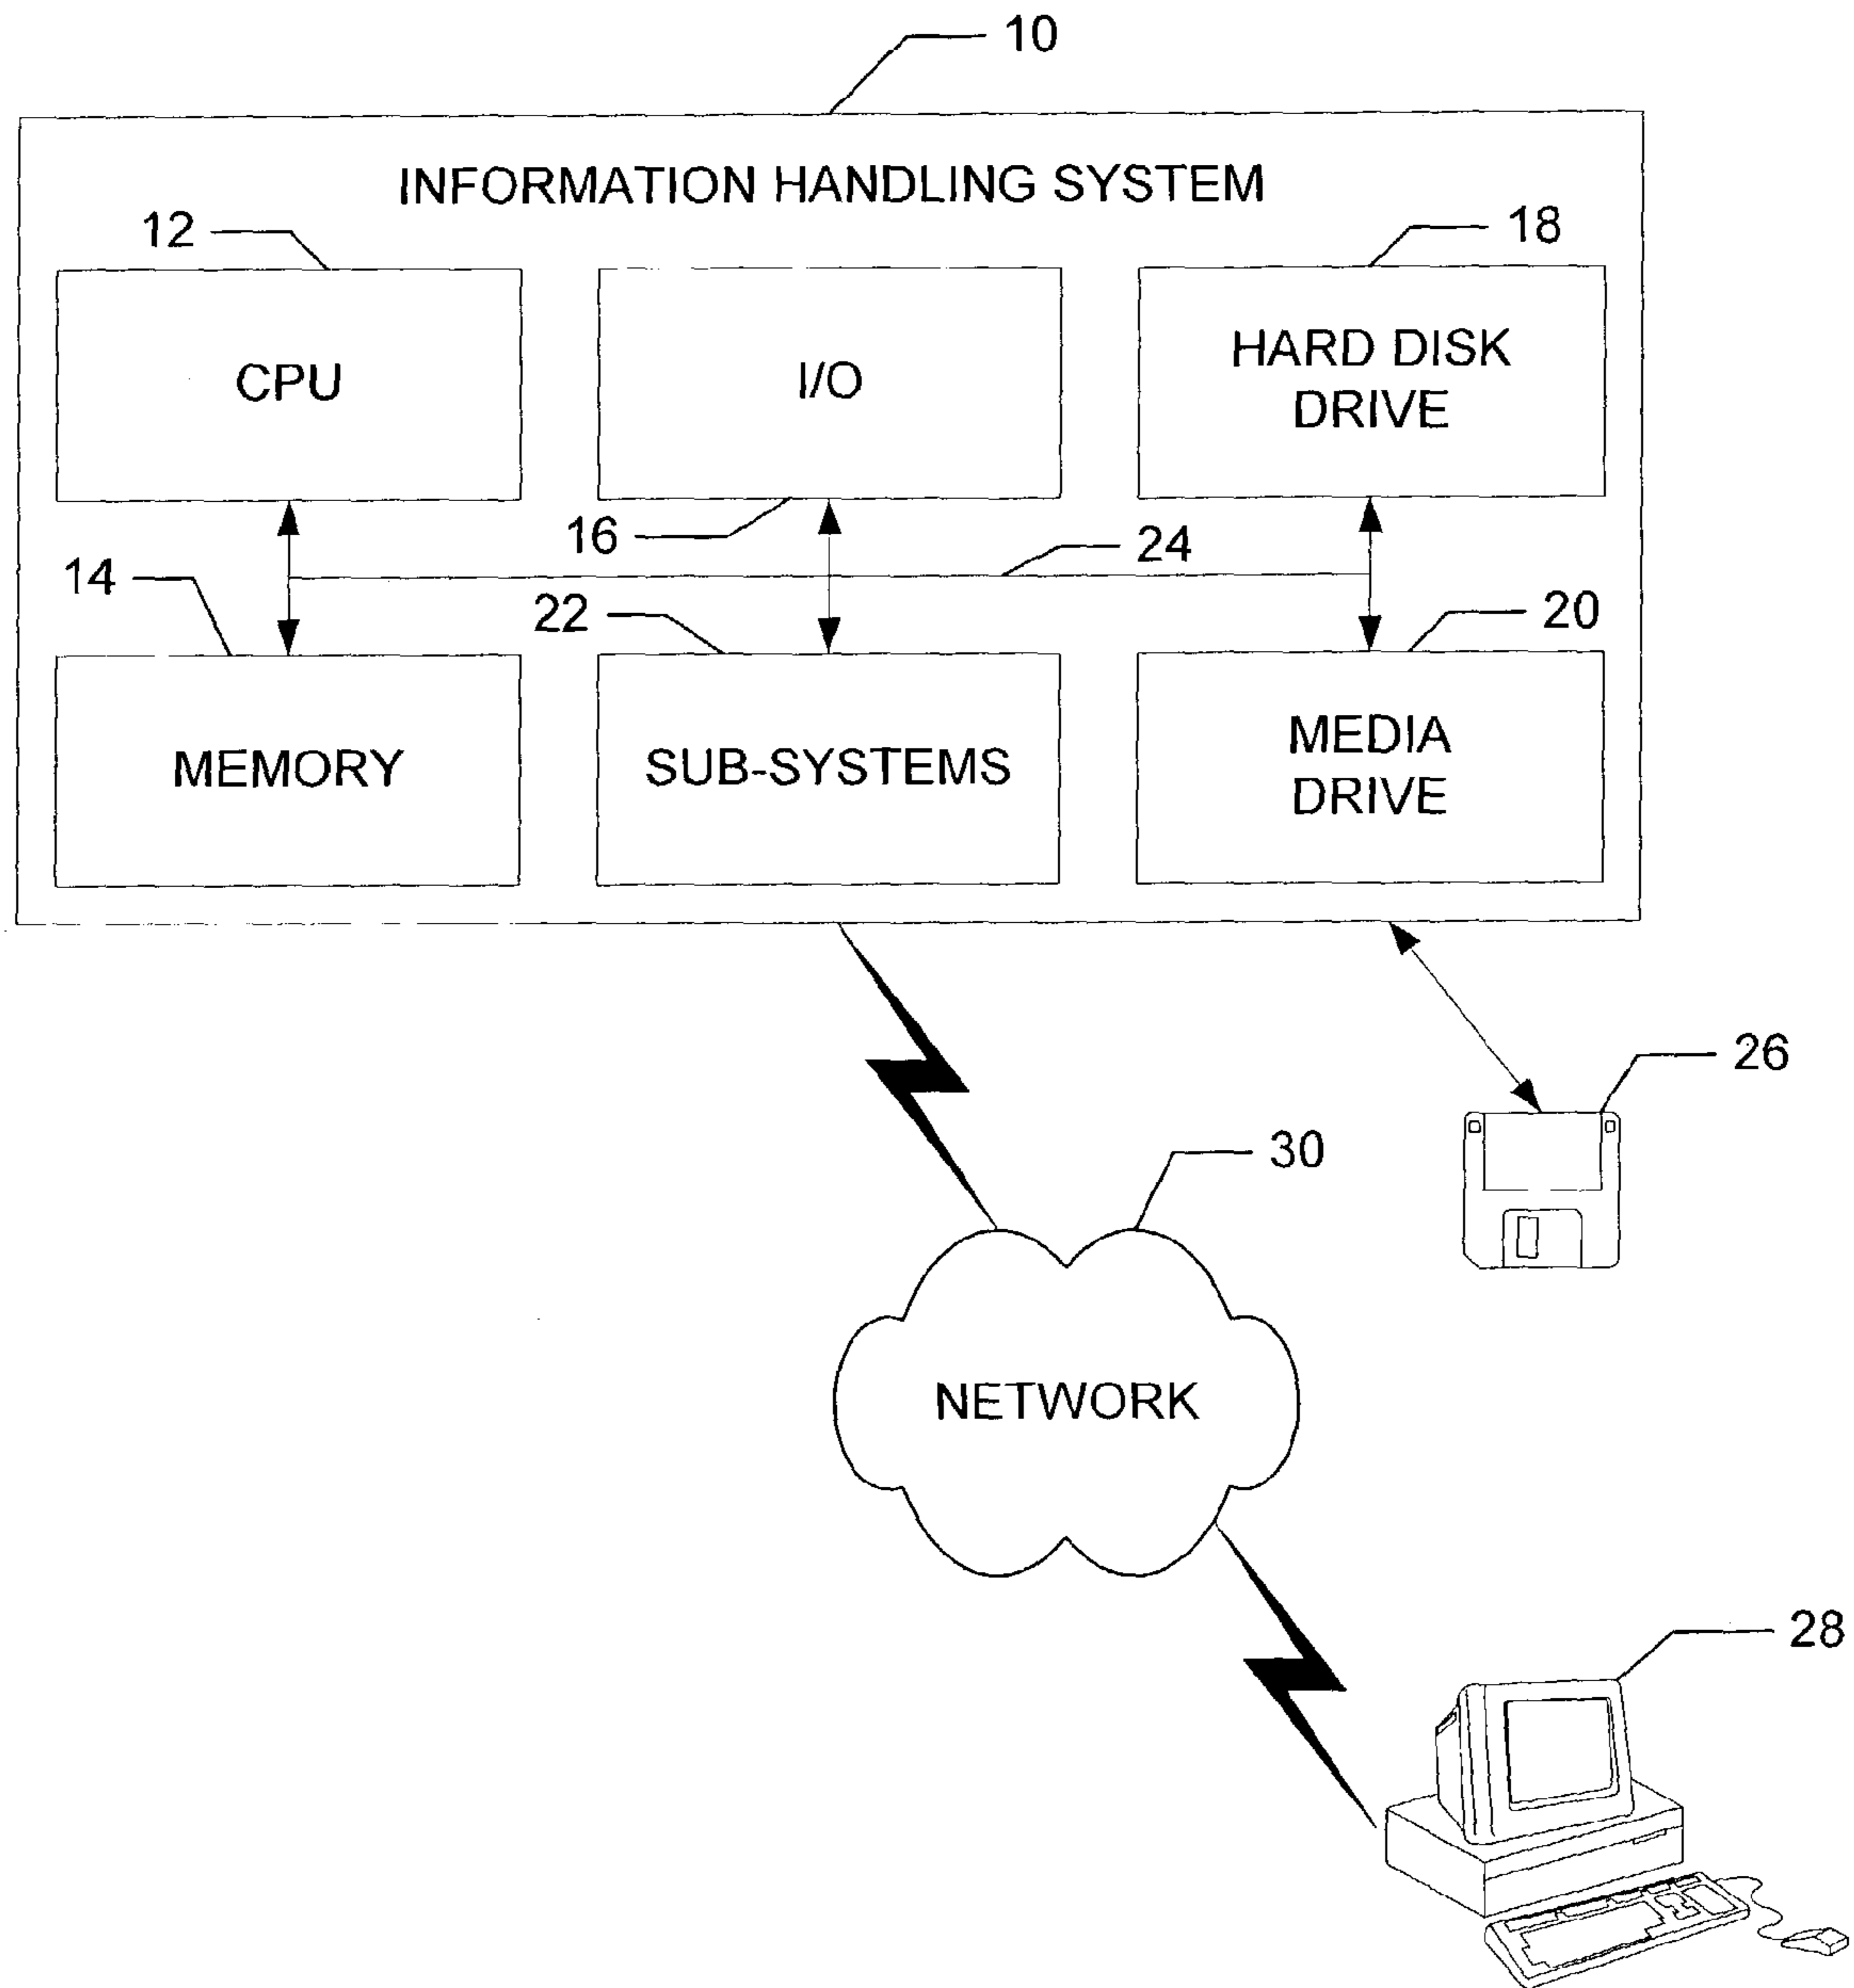 10
INFORMATION HANDLING SYSTEM
12
18
CPU
I/O
HARD DISK
DRIVE
16
24
14
22
20
MEMORY
SUB-SYSTEMS
MEDIA
DRIVE
26
30
NETWORK
28